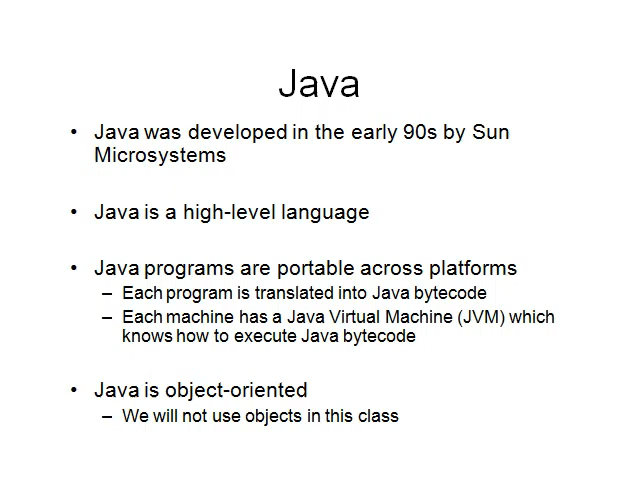 Java
• Java was developed in the early 90s by Sun
Microsystems
• Java is a high-level language
• Java programs are portable across platforms
– Each program is translated into Java bytecode
– Each machine has a Java Virtual Machine (JVM) which
knows how to execute Java bytecode
• Java is object-oriented
– We will not use objects in this class